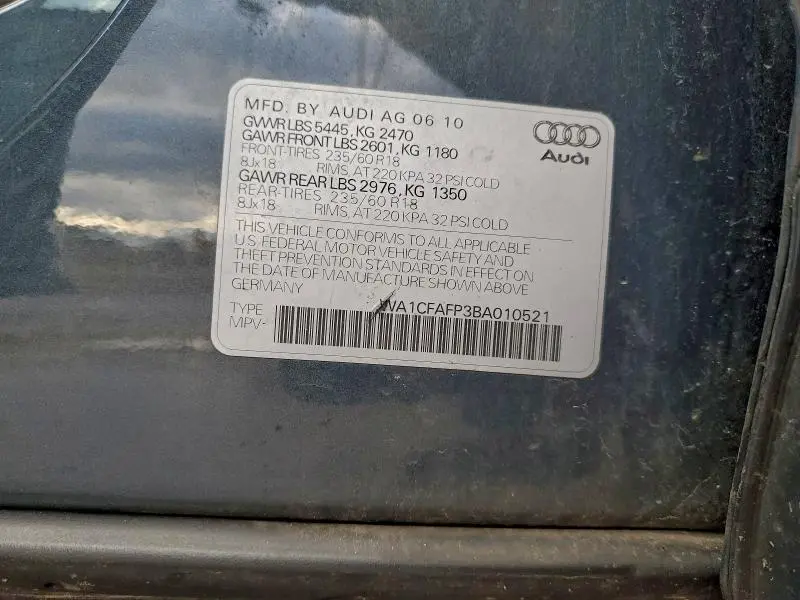 MFD. BY AUDI AG 06 10
GVWR LBS 5445, KG 2470
GAWR FRONT LBS 2601, KG 1180
FRONT-TIRES 235/60 R18
8Jx18 RIMS, AT 220 KPA 32 PSI COLD
GAWR REAR LBS 2976, KG 1350
REAR-TIRES 235/60 R18
8Jx18 RIMS, AT 220 KPA 32 PSI COLD
Audi
THIS VEHICLE CONFORMS TO ALL APPLICABLE
U.S. FEDERAL MOTOR VEHICLE SAFETY AND
THEFT PREVENTION STANDARDS IN EFFECT ON
THE DATE OF MANUFACTURE SHOWN ABOVE
GERMANY
TYPE WA1CFAFP3BA010521
MPV-